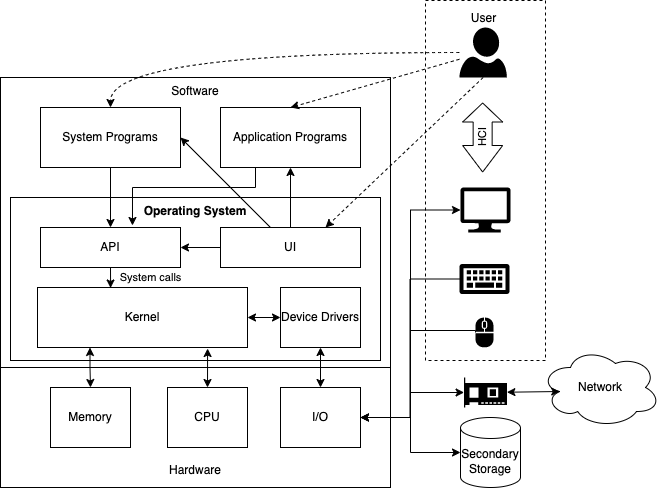 User
Software
System Programs
Application Programs
HCI
Operating System
API
UI
System calls
Kernel
Device Drivers
Memory
CPU
I/O
Network
Secondary
Storage
Hardware